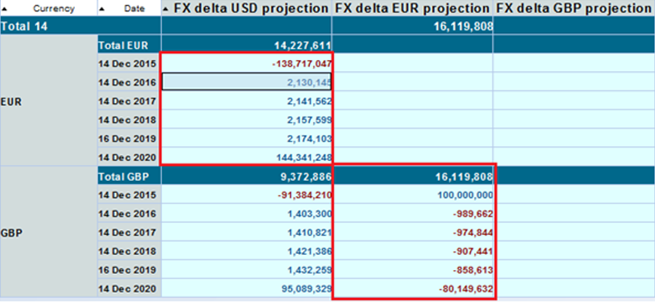 Currency Date FX delta USD projection FX delta EUR projection FX delta GBP projection
Total 14 16,119,808
Total EUR 14,227,611
14 Dec 2015 -138,717,047
14 Dec 2016 2,130,145
14 Dec 2017 2,141,562
EUR
14 Dec 2018 2,157,599
16 Dec 2019 2,174,103
14 Dec 2020 144,341,248
Total GBP 9,372,886 16,119,808
14 Dec 2015 -91,384,210 100,000,000
14 Dec 2016 1,403,300 -989,662
14 Dec 2017 1,410,821 -974,844
GBP
14 Dec 2018 1,421,386 -907,441
16 Dec 2019 1,432,259 -858,613
14 Dec 2020 95,089,329 -80,149,632